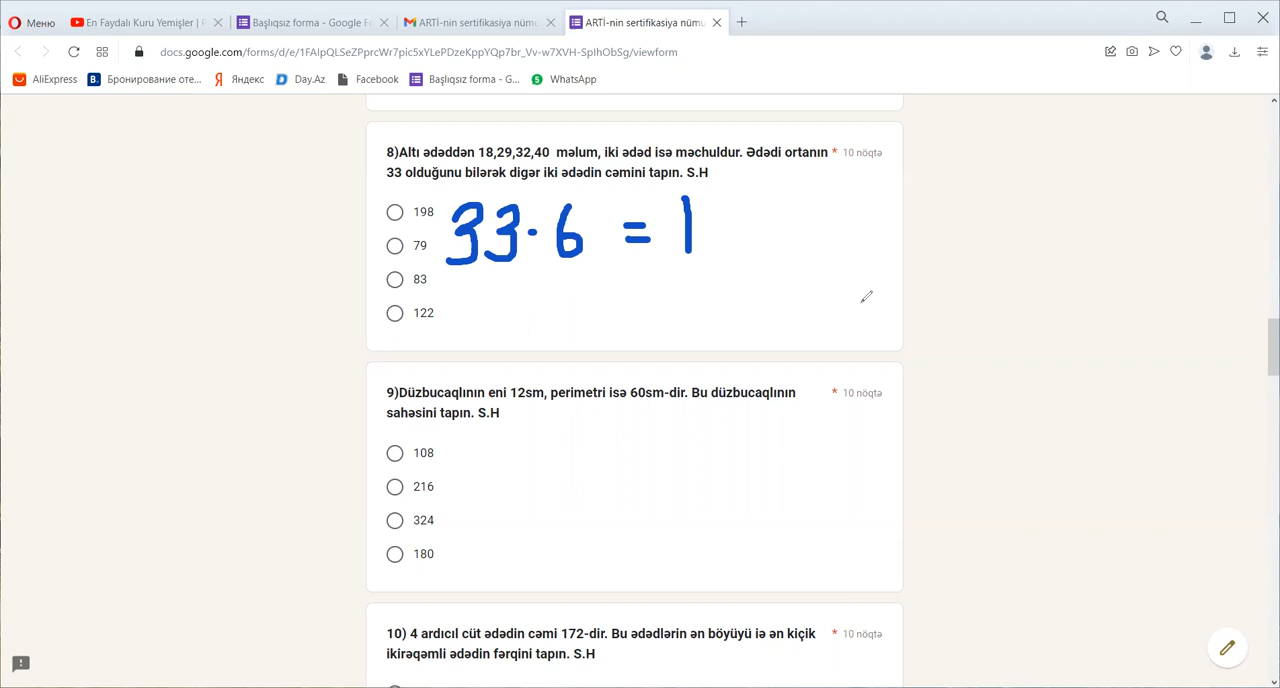 En Faydalı Kuru Yemişler | P
Başlıqsız forma - Google Fo
ARTİ-nin sertifikasiya nümu
ARTİ-nin sertifikasiya nümu
Меню
docs.google.com/forms/d/e/1FAIpQLSeZPprcWr7pic5xYLePDzeKppYQp7br_Vv-w7XVH-SpIhObSg/viewform
AliExpress
Бронирование оте...
Яндекс
Day.Az
Facebook
Başlıqsız forma - G...
WhatsApp
8)Altı ədəddən 18,29,32,40 məlum, iki ədəd isə məchuldur. Ədədi ortanın * 10 nöqtə
33 olduğunu bilərək digər iki ədədin cəmini tapın. S.H
198
79
83
122
33·6 = 1
9)Düzbucaqlının eni 12sm, perimetri isə 60sm-dir. Bu düzbucaqlının * 10 nöqtə
sahəsini tapın. S.H
108
216
324
180
10) 4 ardıcıl cüt ədədin cəmi 172-dir. Bu ədədlərin ən böyüyü iə ən kiçik * 10 nöqtə
ikirəqəmli ədədin fərqini tapın. S.H